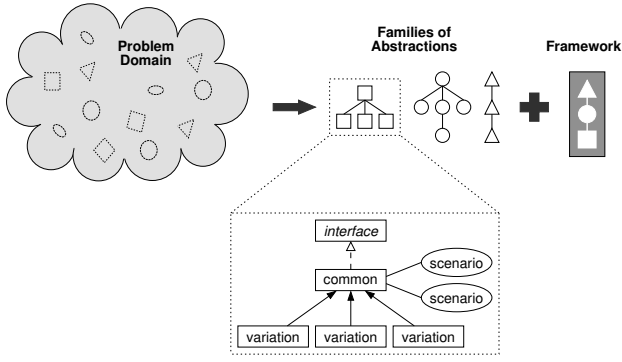 Problem
Domain
Families of
Abstractions
Framework
interface
common
scenario
scenario
variation
variation
variation